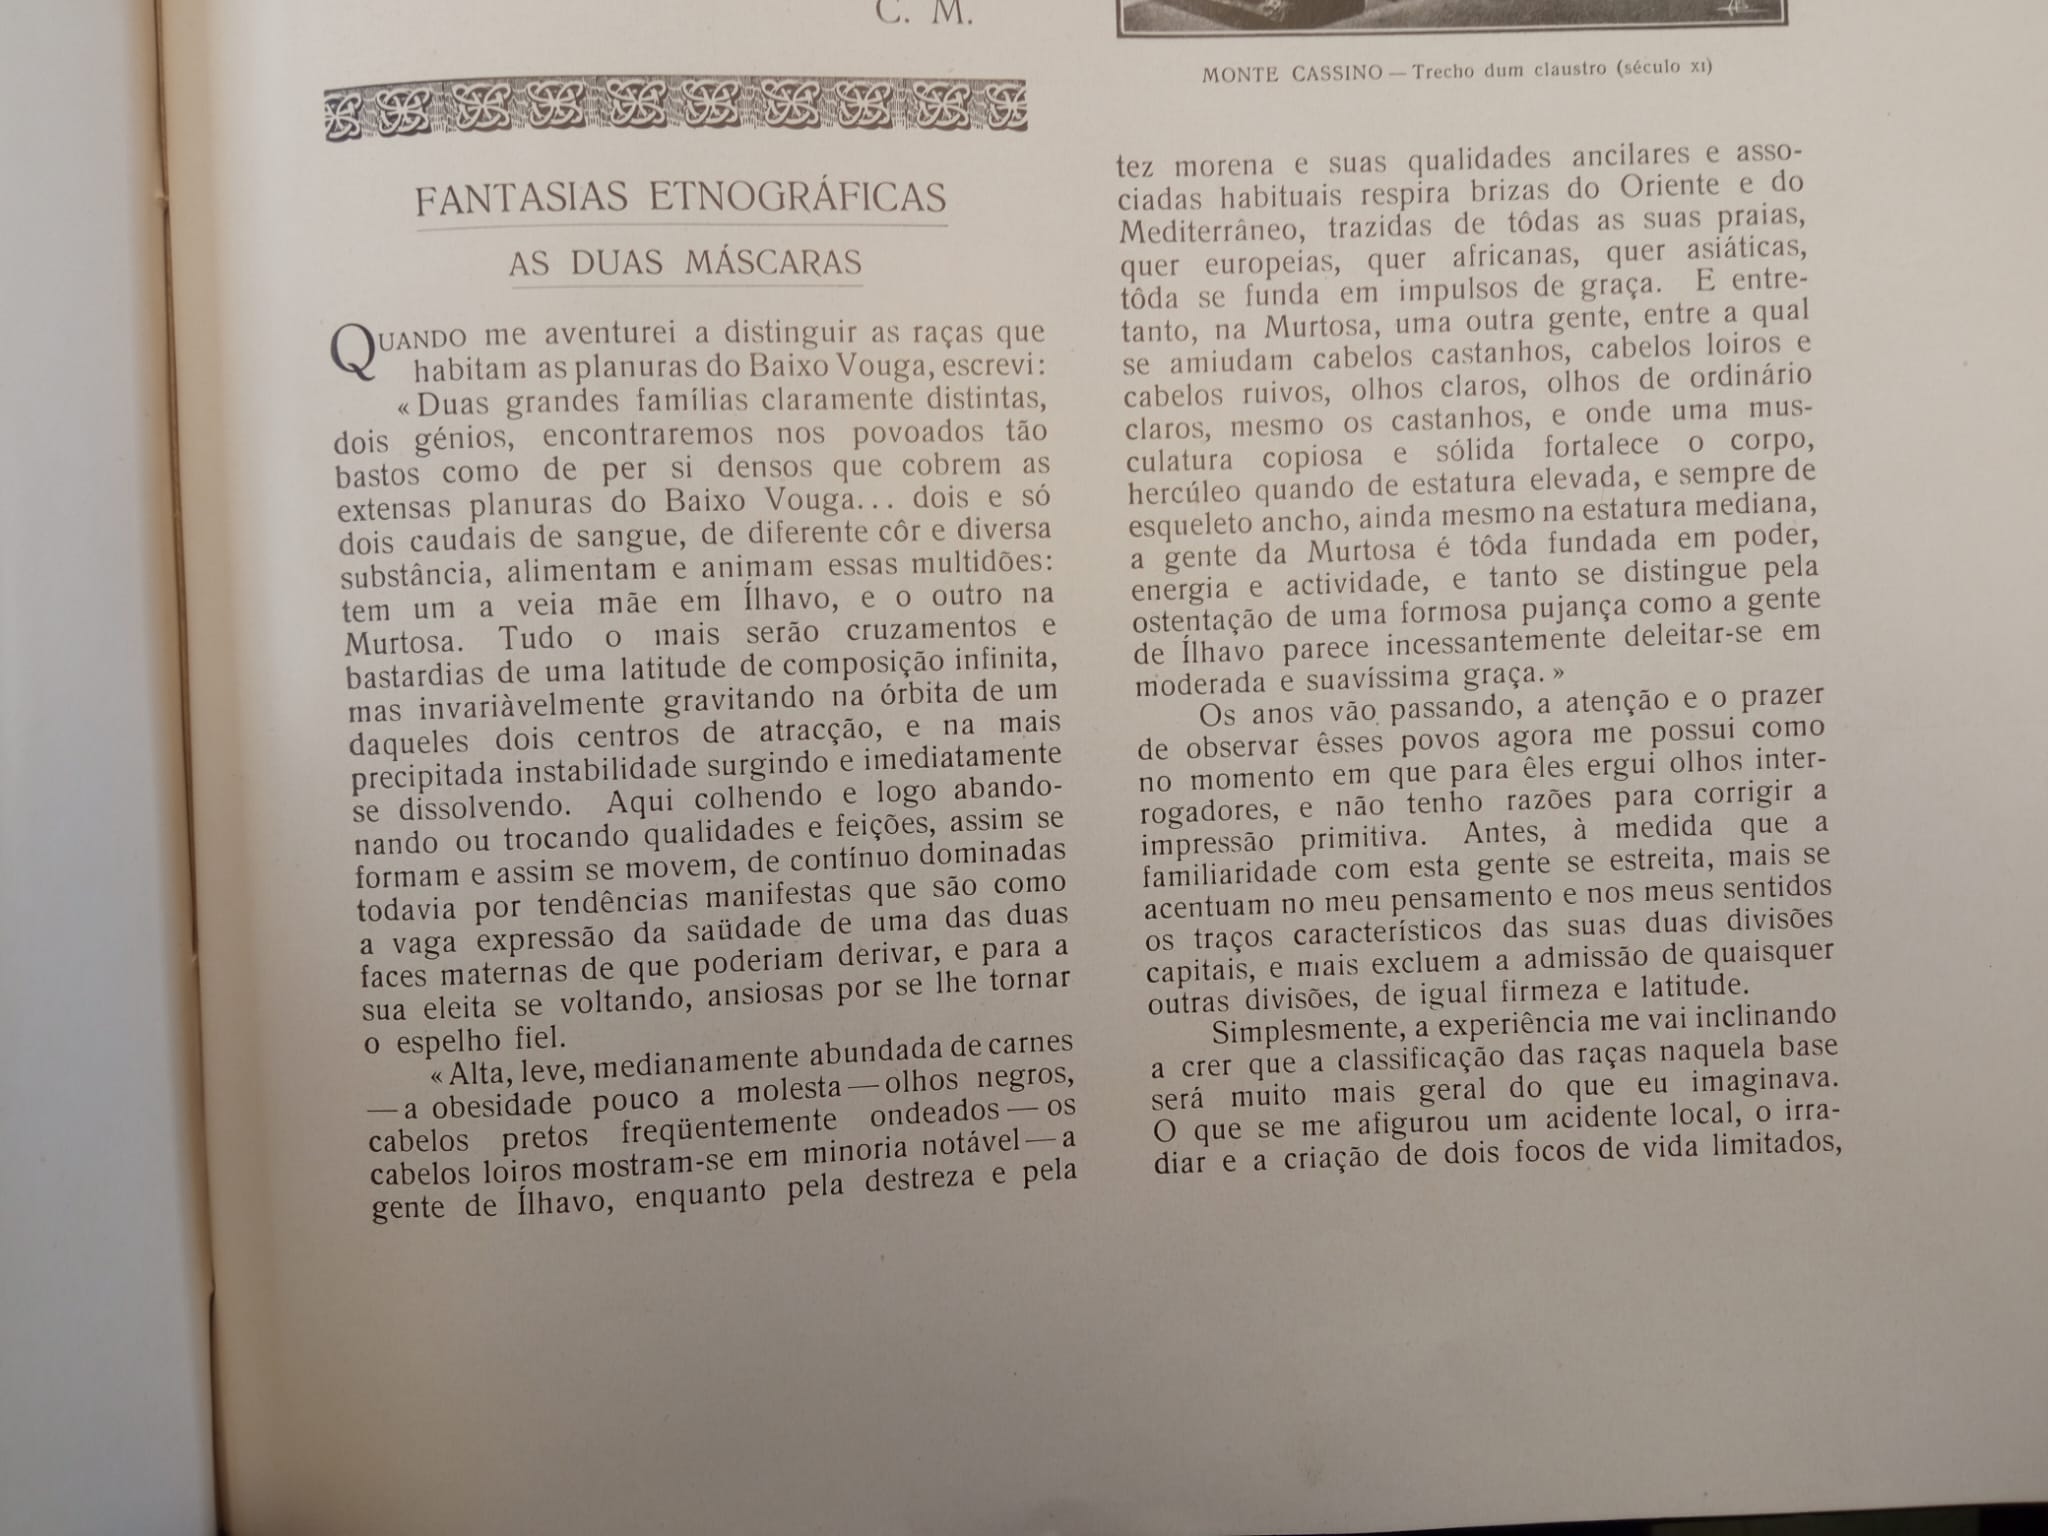 C. M.
FANTASIAS ETNOGRÁFICAS
AS DUAS MÁSCARAS
QUANDO me aventurei a distinguir as raças que
habitam as planuras do Baixo Vouga, escrevi:
« Duas grandes famílias claramente distintas,
dois génios, encontraremos nos povoados tão
bastos como de per si densos que cobrem as
extensas planuras do Baixo Vouga... dois e só
dois caudais de sangue, de diferente côr e diversa
substância, alimentam e animam essas multidões:
tem um a veia mãe em Ílhavo, e o outro na
Murtosa. Tudo o mais serão cruzamentos e
bastardias de uma latitude de composição infinita,
mas invariàvelmente gravitando na órbita de um
daqueles dois centros de atracção, e na mais
precipitada instabilidade surgindo e imediatamente
se dissolvendo. Aqui colhendo e logo abando-
nando ou trocando qualidades e feições, assim se
formam e assim se movem, de contínuo dominadas
todavia por tendências manifestas que são como
a vaga expressão da saüdade de uma das duas
faces maternas de que poderiam derivar, e para a
sua eleita se voltando, ansiosas por se lhe tornar
o espelho fiel.
« Alta, leve, medianamente abundada de carnes
— a obesidade pouco a molesta — olhos negros,
cabelos pretos freqüentemente ondeados — os
cabelos loiros mostram-se em minoria notável — a
gente de Ílhavo, enquanto pela destreza e pela
MONTE CASSINO — Trecho dum claustro (século XI)
tez morena e suas qualidades ancilares e asso-
ciadas habituais respira brizas do Oriente e do
Mediterrâneo, trazidas de tôdas as suas praias,
quer europeias, quer africanas, quer asiáticas,
tôda se funda em impulsos de graça. E entre-
tanto, na Murtosa, uma outra gente, entre a qual
se amiudam cabelos castanhos, cabelos loiros e
cabelos ruivos, olhos claros, olhos de ordinário
claros, mesmo os castanhos, e onde uma mus-
culatura copiosa e sólida fortalece o corpo,
hercúleo quando de estatura elevada, e sempre de
esqueleto ancho, ainda mesmo na estatura mediana,
a gente da Murtosa é tôda fundada em poder,
energia e actividade, e tanto se distingue pela
ostentação de uma formosa pujança como a gente
de Ílhavo parece incessantemente deleitar-se em
moderada e suavíssima graça. »
Os anos vão passando, a atenção e o prazer
de observar êsses povos agora me possui como
no momento em que para êles ergui olhos inter-
rogadores, e não tenho razões para corrigir a
impressão primitiva. Antes, à medida que a
familiaridade com esta gente se estreita, mais se
acentuam no meu pensamento e nos meus sentidos
os traços característicos das suas duas divisões
capitais, e mais excluem a admissão de quaisquer
outras divisões, de igual firmeza e latitude.
Simplesmente, a experiência me vai inclinando
a crer que a classificação das raças naquela base
será muito mais geral do que eu imaginava.
O que se me afigurou um acidente local, o irra-
diar e a criação de dois focos de vida limitados,